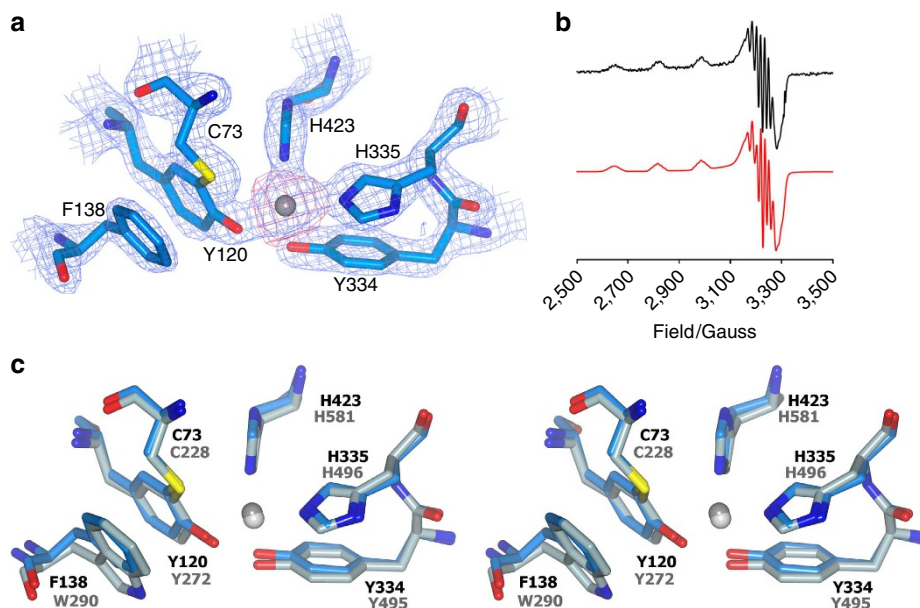 a
C73
H423
H335
F138
Y120
Y334
b
2,500
2,700
2,900
3,100
3,300
3,500
Field/Gauss
c
H423
H581
C73
C228
H335
H496
Y120
Y272
F138
W290
Y334
Y495
H423
H581
C73
C228
H335
H496
Y120
Y272
F138
W290
Y334
Y495